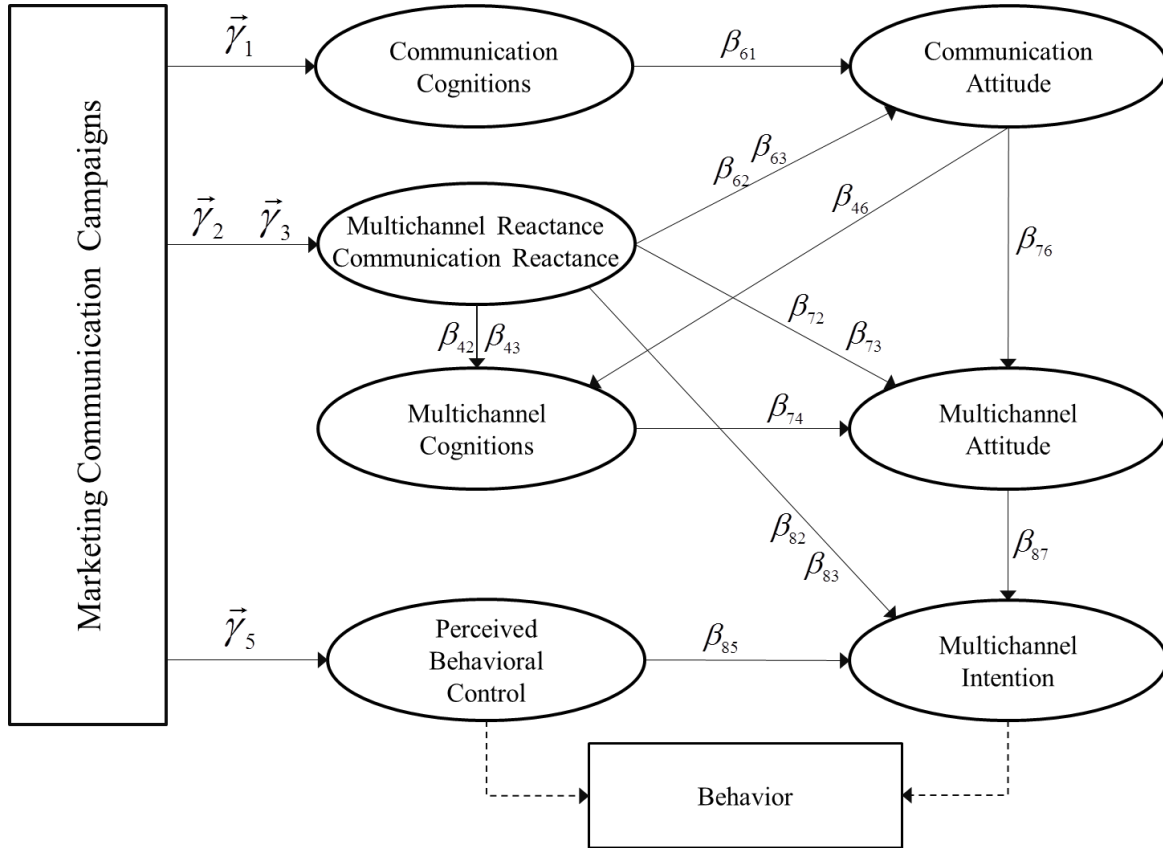 Marketing Communication Campaigns
γ⃗₁
Communication
Cognitions
β₆₁
Communication
Attitude
β₆₂ β₆₃
β₄₆
γ⃗₂ γ⃗₃
Multichannel Reactance
Communication Reactance
β₇₆
β₇₂
β₇₃
β₄₂ β₄₃
Multichannel
Cognitions
β₇₄
Multichannel
Attitude
β₈₂
β₈₃
β₈₇
γ⃗₅
Perceived
Behavioral
Control
β₈₅
Multichannel
Intention
Behavior